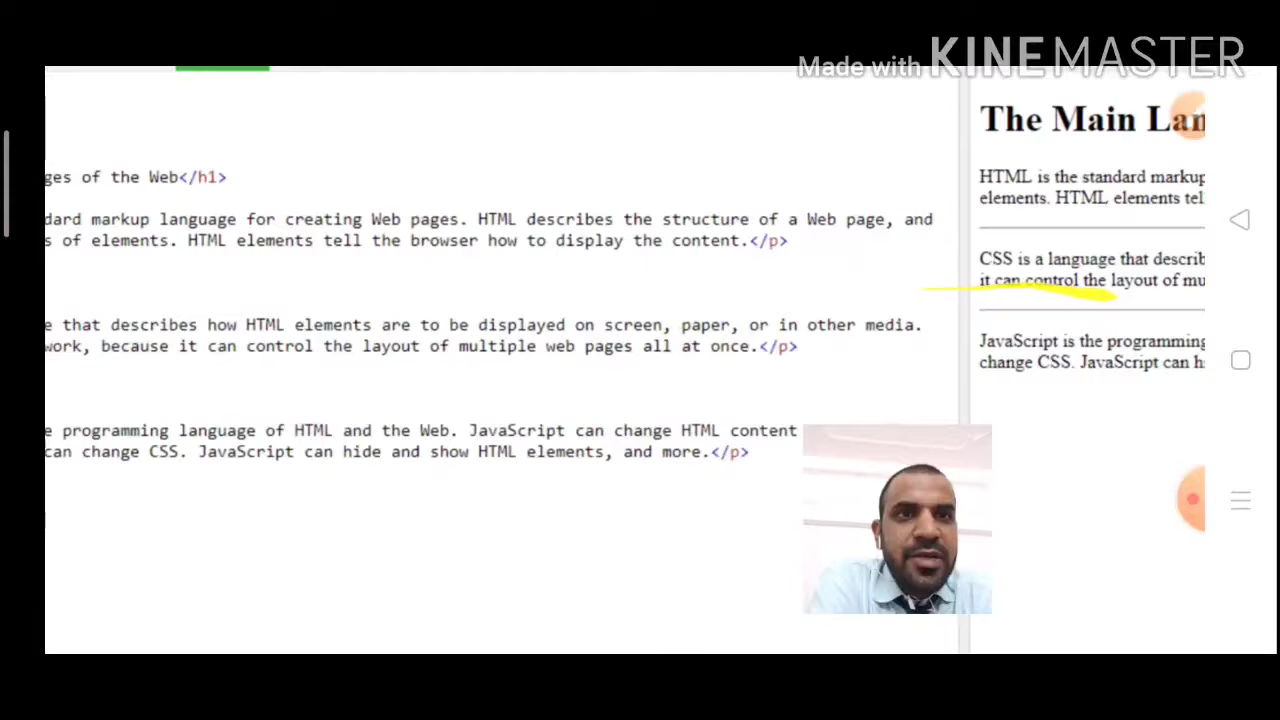 Made with KINEMASTER
ges of the Web</h1>
dard markup language for creating Web pages. HTML describes the structure of a Web page, and
s of elements. HTML elements tell the browser how to display the content.</p>
e that describes how HTML elements are to be displayed on screen, paper, or in other media.
work, because it can control the layout of multiple web pages all at once.</p>
e programming language of HTML and the Web. JavaScript can change HTML content
can change CSS. JavaScript can hide and show HTML elements, and more.</p>
The Main Lan
HTML is the standard markup
elements. HTML elements tel
CSS is a language that describ
it can control the layout of mu
JavaScript is the programming
change CSS. JavaScript can h